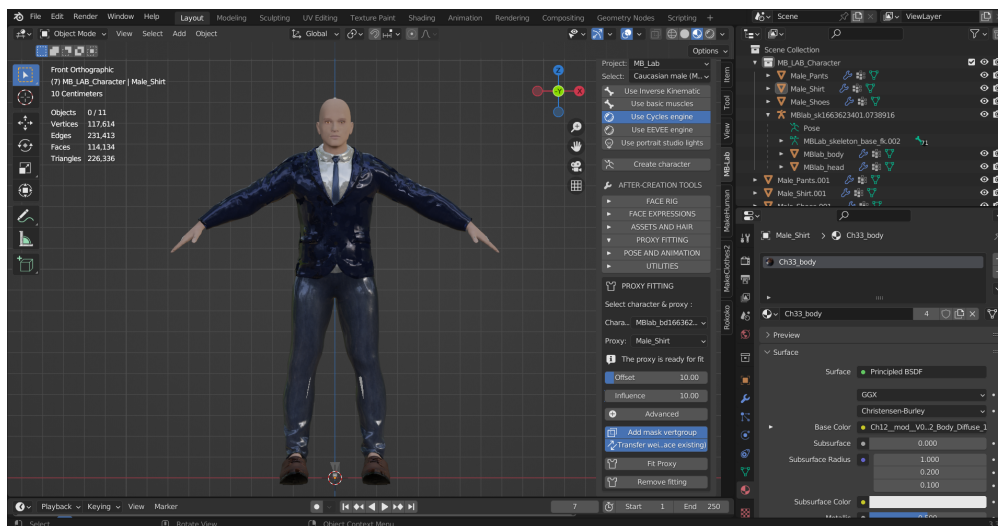 File Edit Render Window Help Layout Modeling Sculpting UV Editing Texture Paint Shading Animation Rendering Compositing Geometry Nodes Scripting + Scene ViewLayer
Object Mode View Select Add Object Global
Options
Front Orthographic
(7) MB_LAB_Character | Male_Shirt
10 Centimeters
Objects 0/11
Vertices 117,614
Edges 231,413
Faces 114,134
Triangles 226,336
Z
Y
X
Project: MB_Lab
Select: Caucasian male (M...
Use Inverse Kinematic
Use basic muscles
Use Cycles engine
Use EEVEE engine
Use portrait studio lights
Create character
AFTER-CREATION TOOLS
FACE RIG
FACE EXPRESSIONS
ASSETS AND HAIR
PROXY FITTING
POSE AND ANIMATION
UTILITIES
PROXY FITTING
Select character & proxy :
Chara... MBlab_bd166362...
Proxy: Male_Shirt
The proxy is ready for fit
Offset 10.00
Influence 10.00
Advanced
Add mask vertgroup
Transfer wei...ace existing)
Fit Proxy
Remove fitting
Item
Tool
View
MB-Lab
MakeHuman
MakeClothes2
Rokoko
Scene Collection
MB_LAB_Character
Male_Pants
Male_Shirt
Male_Shoes
MBlab_sk1663623401.0738916
Pose
MBLab_skeleton_base_fk.002
MBlab_body
MBlab_head
Male_Pants.001
Male_Shirt.001
Male_Shoes.001
Male_Shirt > Ch33_body
Ch33_body
Ch33_body 4
Preview
Surface
Surface Principled BSDF
GGX
Christensen-Burley
Base Color Ch12__mod_V0...2_Body_Diffuse_1
Subsurface 0.000
Subsurface Radius 1.000
0.200
0.100
Subsurface Color
Metallic 0.500
Playback Keying View Marker 7 Start 1 End 250
Select Rotate View Object Context Menu